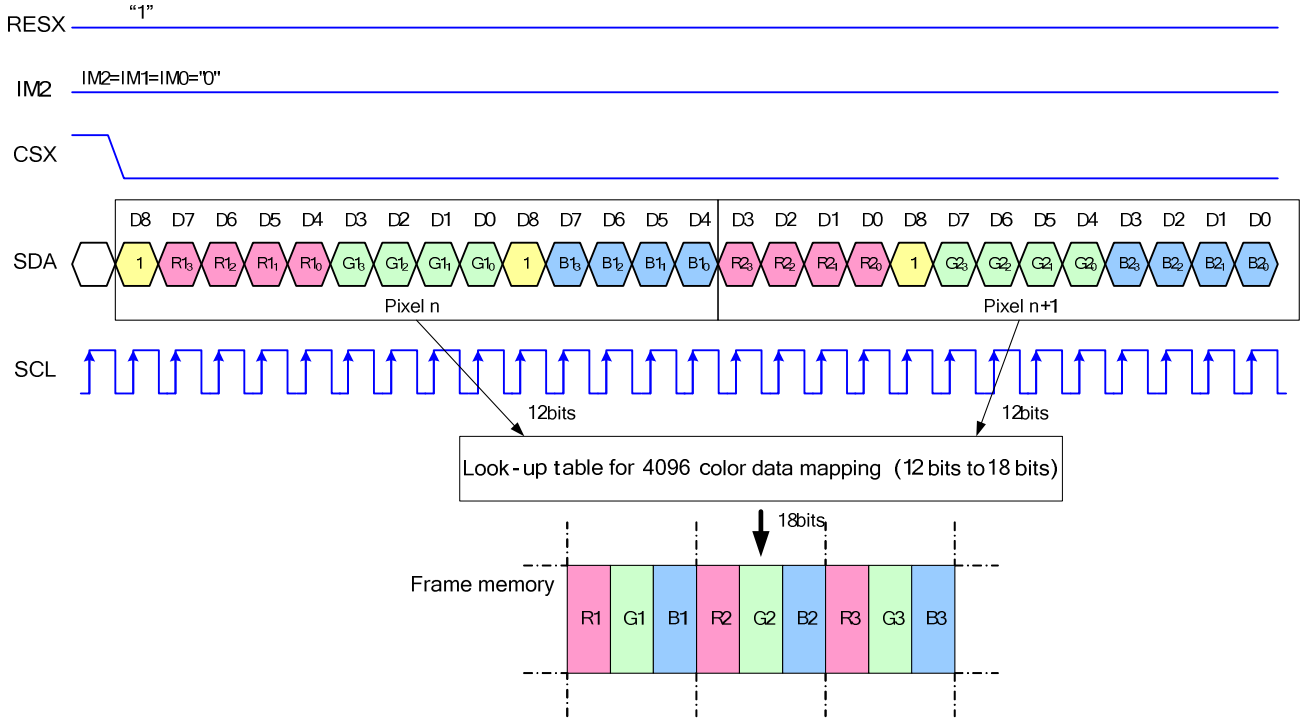 RESX "1"
IM2 IM2=IM1=IM0="0"
CSX
D8 D7 D6 D5 D4 D3 D2 D1 D0 D8 D7 D6 D5 D4 D3 D2 D1 D0 D8 D7 D6 D5 D4 D3 D2 D1 D0
SDA 1 R1₃ R1₂ R1₁ R1₀ G1₃ G1₂ G1₁ G1₀ 1 B1₃ B1₂ B1₁ B1₀ R2₃ R2₂ R2₁ R2₀ 1 G2₃ G2₂ G2₁ G2₀ B2₃ B2₂ B2₁ B2₀
Pixel n Pixel n+1
SCL
12bits 12bits
Look-up table for 4096 color data mapping (12 bits to 18 bits)
18bits
Frame memory
R1 G1 B1 R2 G2 B2 R3 G3 B3